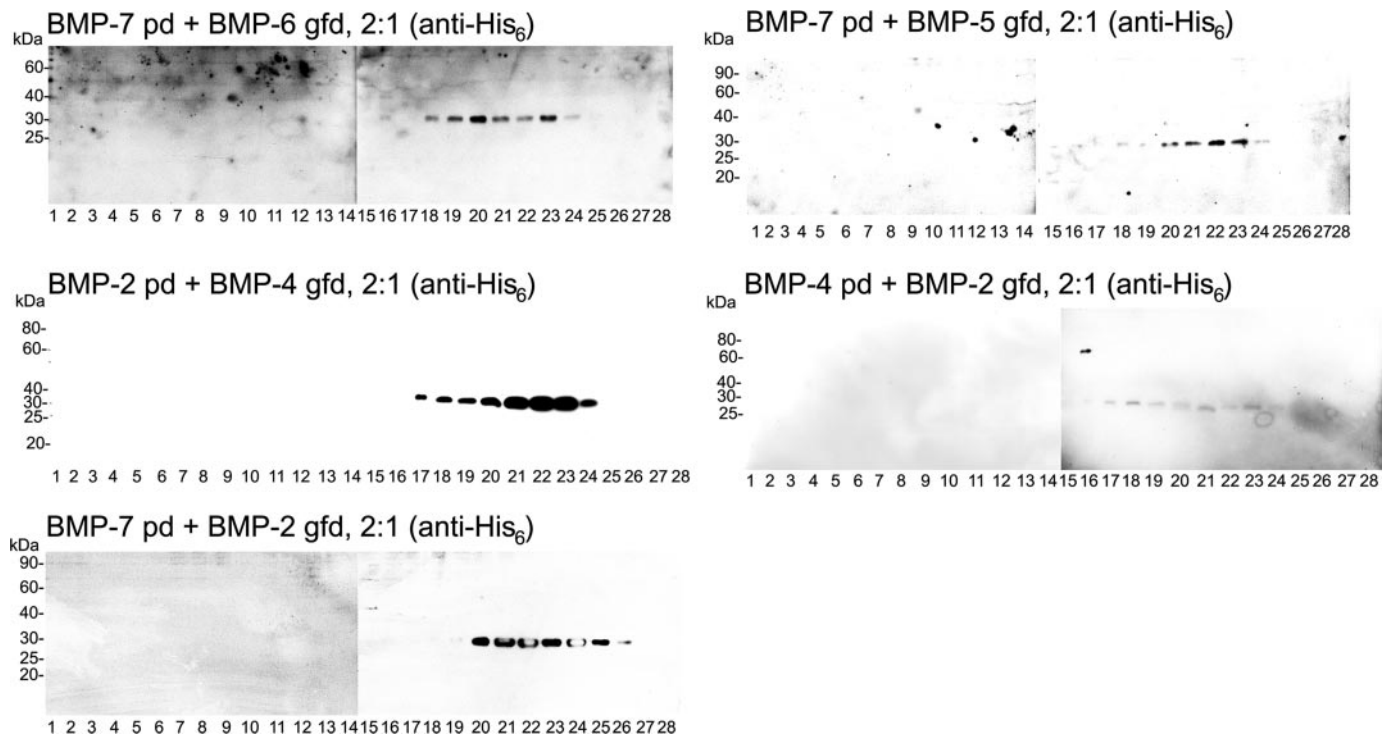 BMP-7 pd + BMP-6 gfd, 2:1 (anti-His₆)
kDa
60-
40-
30-
25-
1 2 3 4 5 6 7 8 9 10 11 12 13 14 15 16 17 18 19 20 21 22 23 24 25 26 27 28
BMP-7 pd + BMP-5 gfd, 2:1 (anti-His₆)
kDa
90-
60-
40-
30-
25-
20-
1 2 3 4 5 6 7 8 9 10 11 12 13 14 15 16 17 18 19 20 21 22 23 24 25 26 27 28
BMP-2 pd + BMP-4 gfd, 2:1 (anti-His₆)
kDa
80-
60-
40-
30-
25-
20-
1 2 3 4 5 6 7 8 9 10 11 12 13 14 15 16 17 18 19 20 21 22 23 24 25 26 27 28
BMP-4 pd + BMP-2 gfd, 2:1 (anti-His₆)
kDa
80-
60-
40-
30-
25-
1 2 3 4 5 6 7 8 9 10 11 12 13 14 15 16 17 18 19 20 21 22 23 24 25 26 27 28
BMP-7 pd + BMP-2 gfd, 2:1 (anti-His₆)
kDa
90-
60-
40-
30-
25-
20-
1 2 3 4 5 6 7 8 9 10 11 12 13 14 15 16 17 18 19 20 21 22 23 24 25 26 27 28